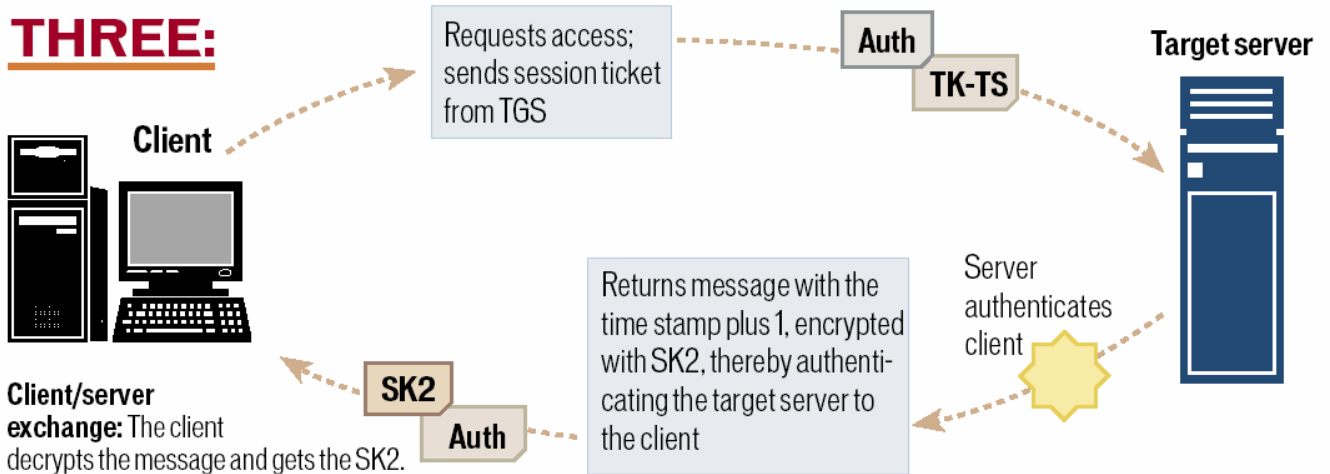 THREE:
Client
Requests access;
sends session ticket
from TGS
Auth
TK-TS
Target server
Server
authenticates
client
Returns message with the
time stamp plus 1, encrypted
with SK2, thereby authenti-
cating the target server to
the client
SK2
Auth
Client/server
exchange: The client
decrypts the message and gets the SK2.